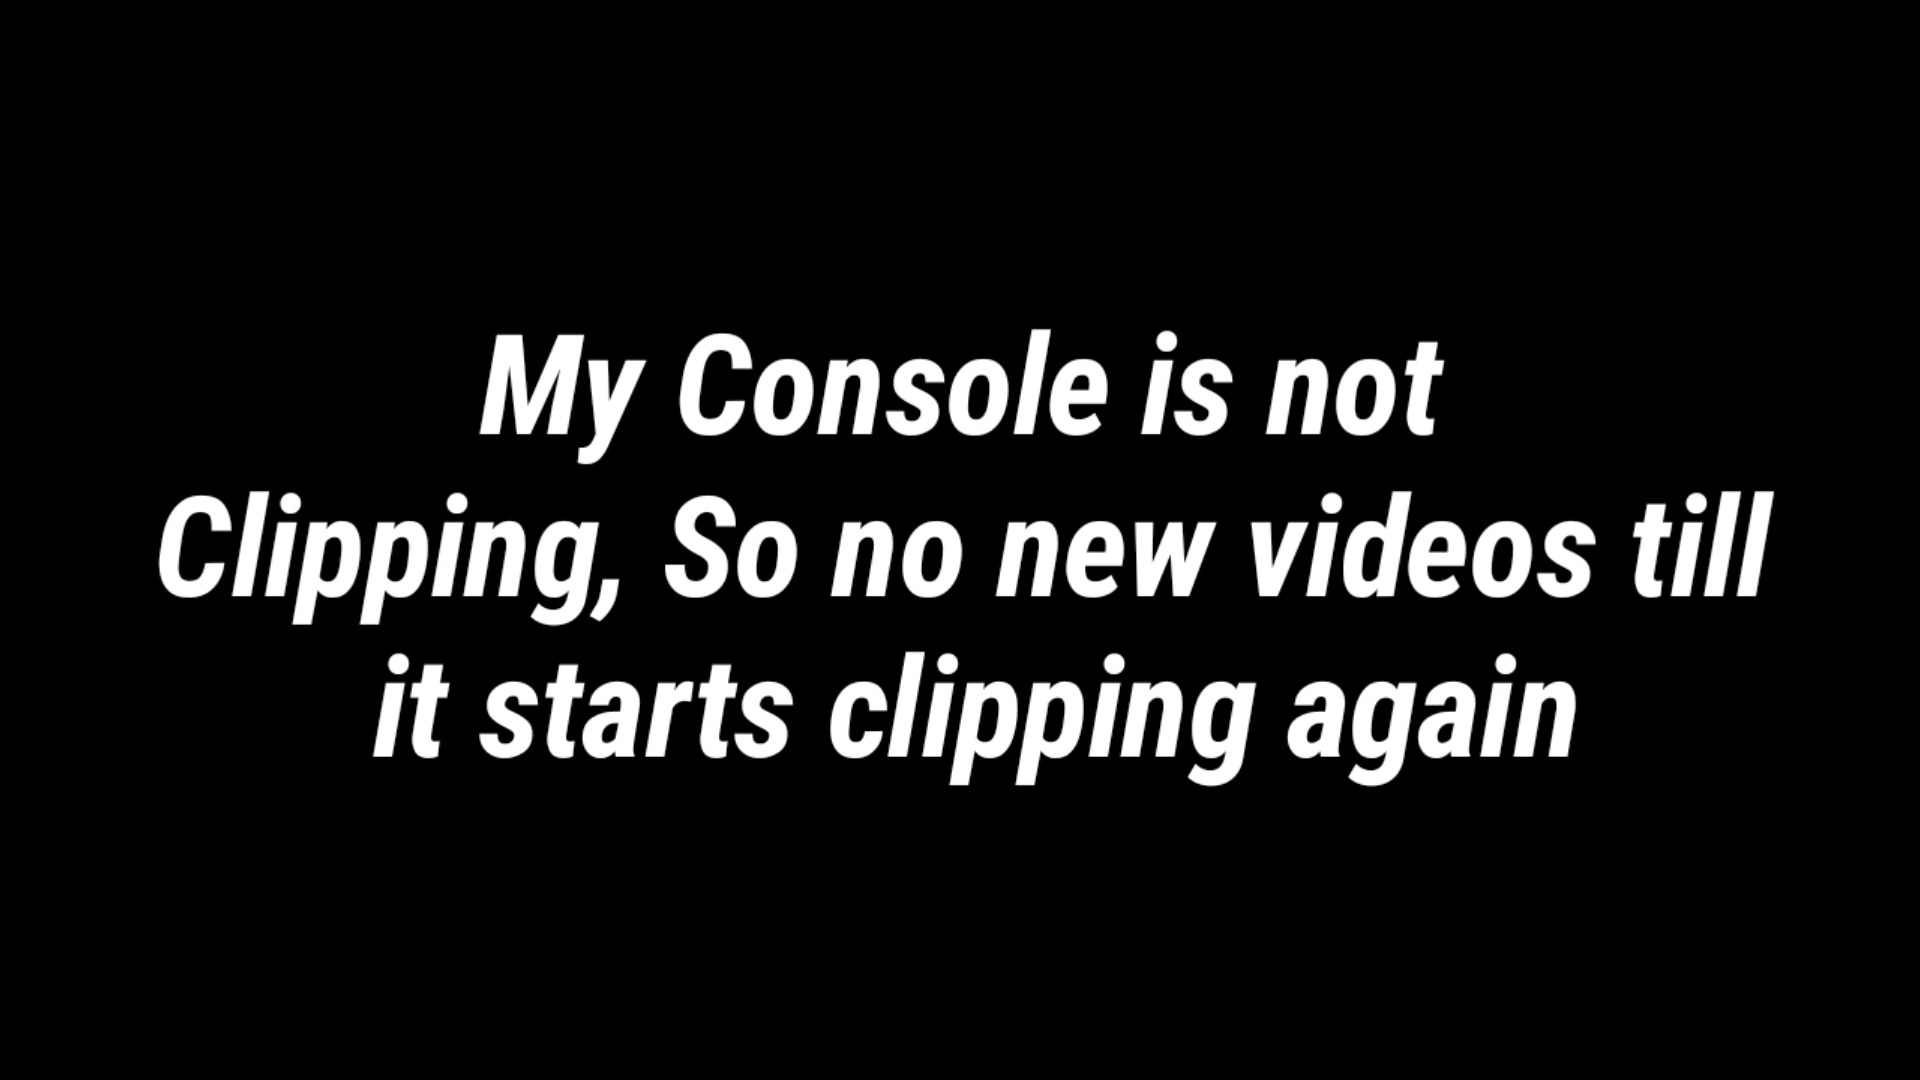 My Console is not
Clipping, So no new videos till
it starts clipping again